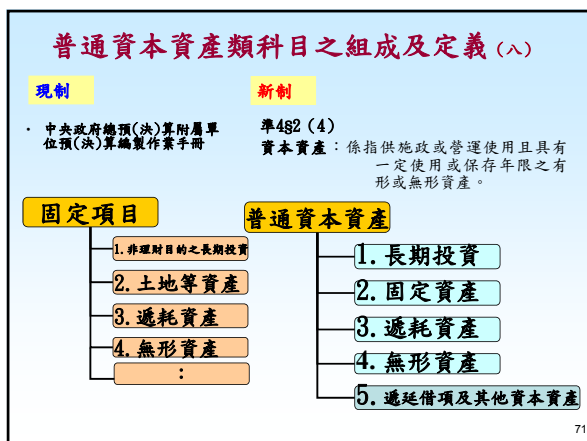 普通資本資產類科目之組成及定義(八)
現制
新制
• 中央政府總預(決)算附屬單
位預(決)算編製作業手冊
準4§2 (4)
資本資產：係指供施政或營運使用且具有
一定使用或保存年限之有
形或無形資產。
固定項目
1.非理財目的之長期投資
2.土地等資產
3.遞耗資產
4.無形資產
：
普通資本資產
1.長期投資
2.固定資產
3.遞耗資產
4.無形資產
5.遞延借項及其他資本資產
71